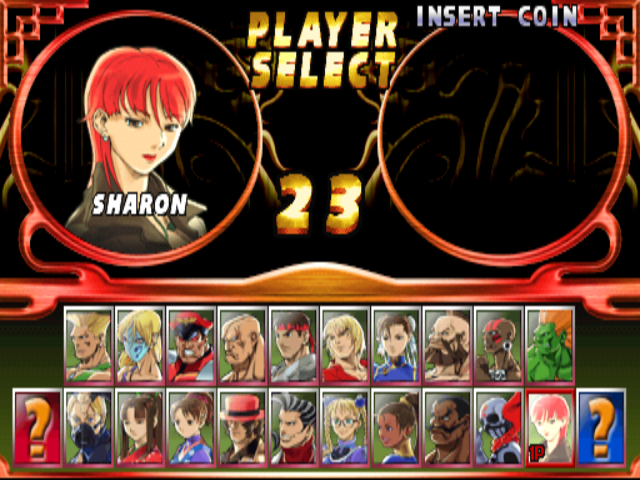 INSERT COIN
PLAYER
SELECT
SHARON
23
?
1P
?